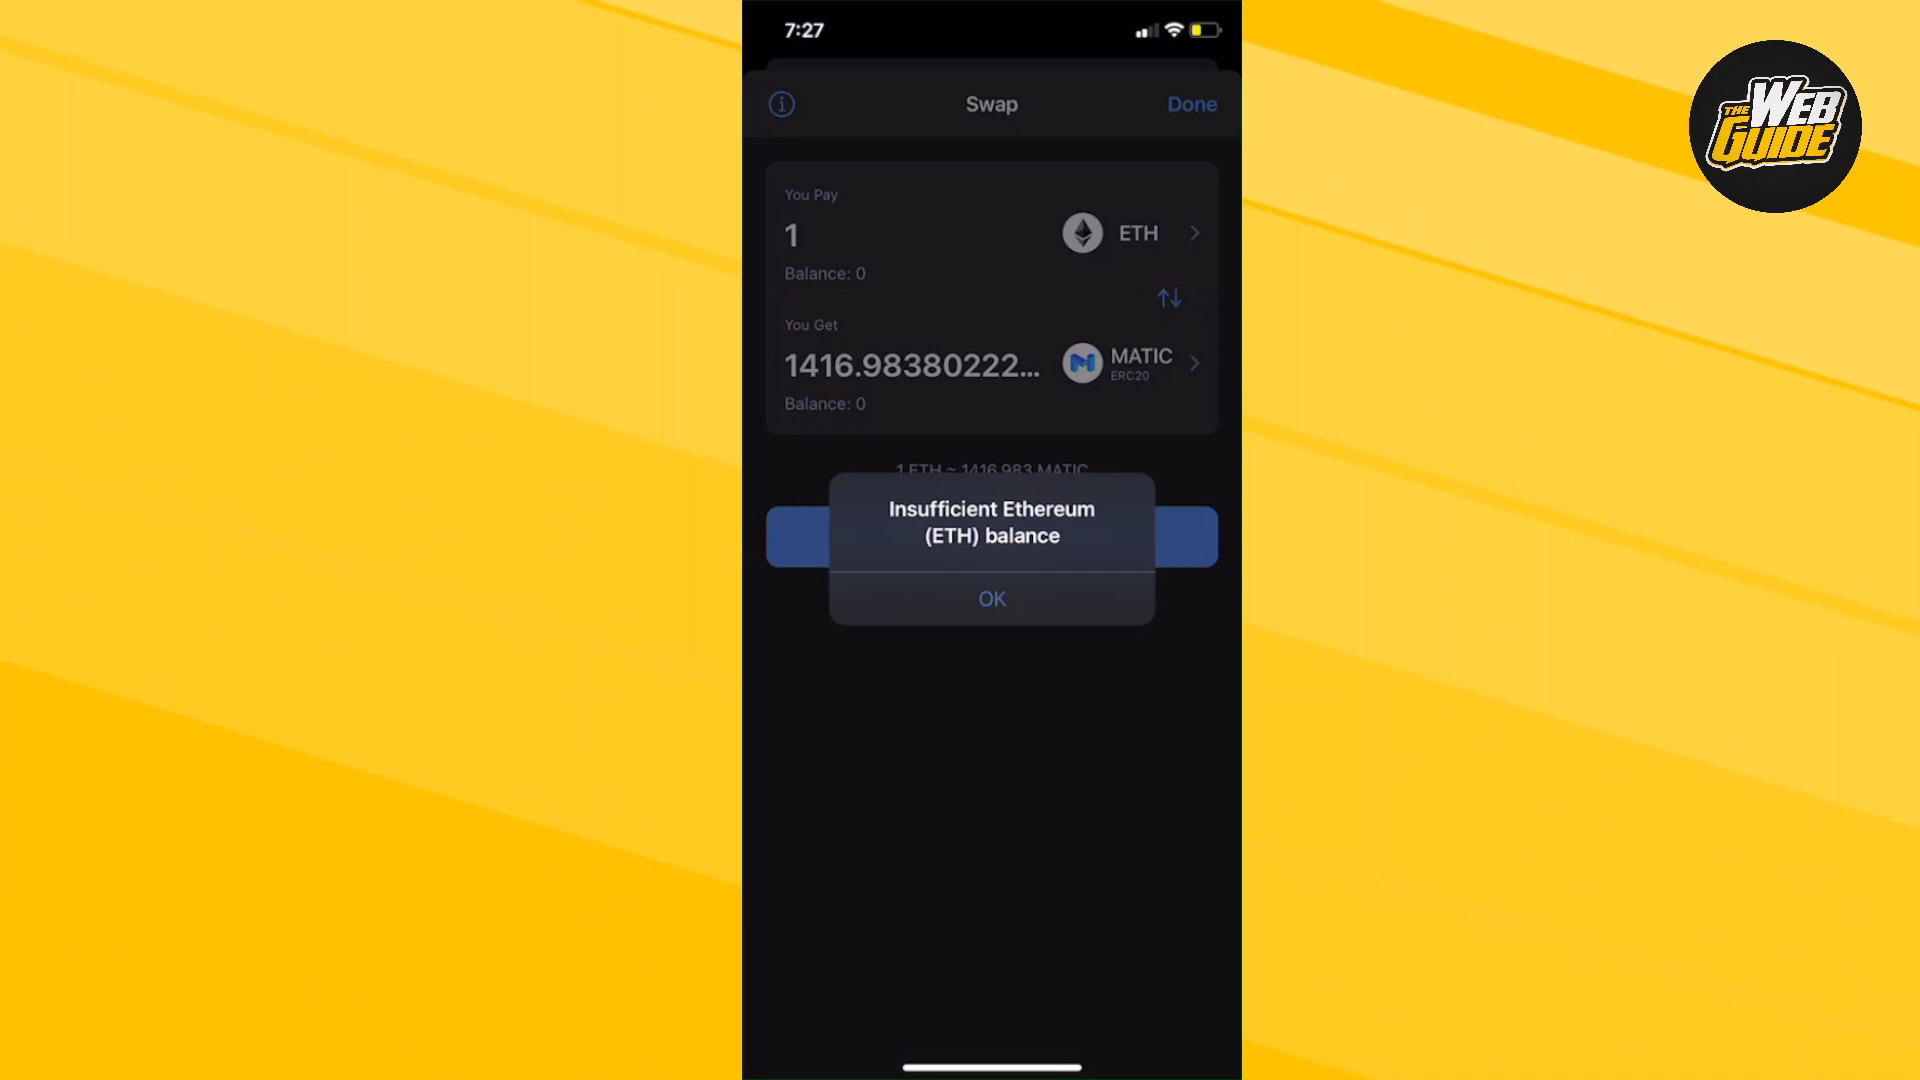 7:27
Swap
Done
You Pay
1
ETH
Balance: 0
You Get
1416.98380222...
MATIC
ERC20
Balance: 0
1 ETH ≈ 1416.983 MATIC
Insufficient Ethereum
(ETH) balance
OK
THE
WEB
GUIDE